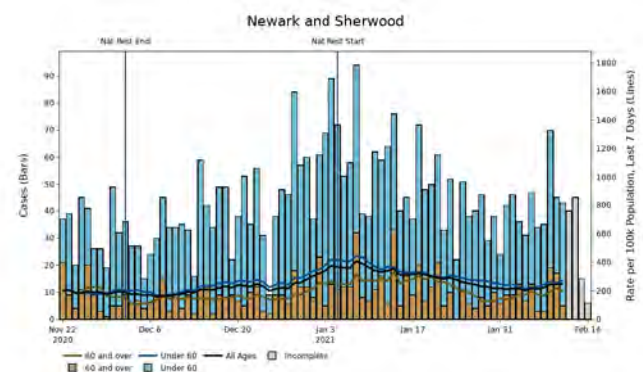 Newark and Sherwood
Nat Rest End
Nat Rest Start
Cases (Bars)
90
80
70
60
50
40
30
20
10
0
Rate per 100k Population, Last 7 Days (Lines)
1800
1600
1400
1200
1000
800
600
400
200
0
Nov 22 Dec 6 Dec 20 Jan 3 Jan 17 Jan 31 Feb 14
2020 2021
60 and over Under 60 All Ages Incomplete
60 and over Under 60